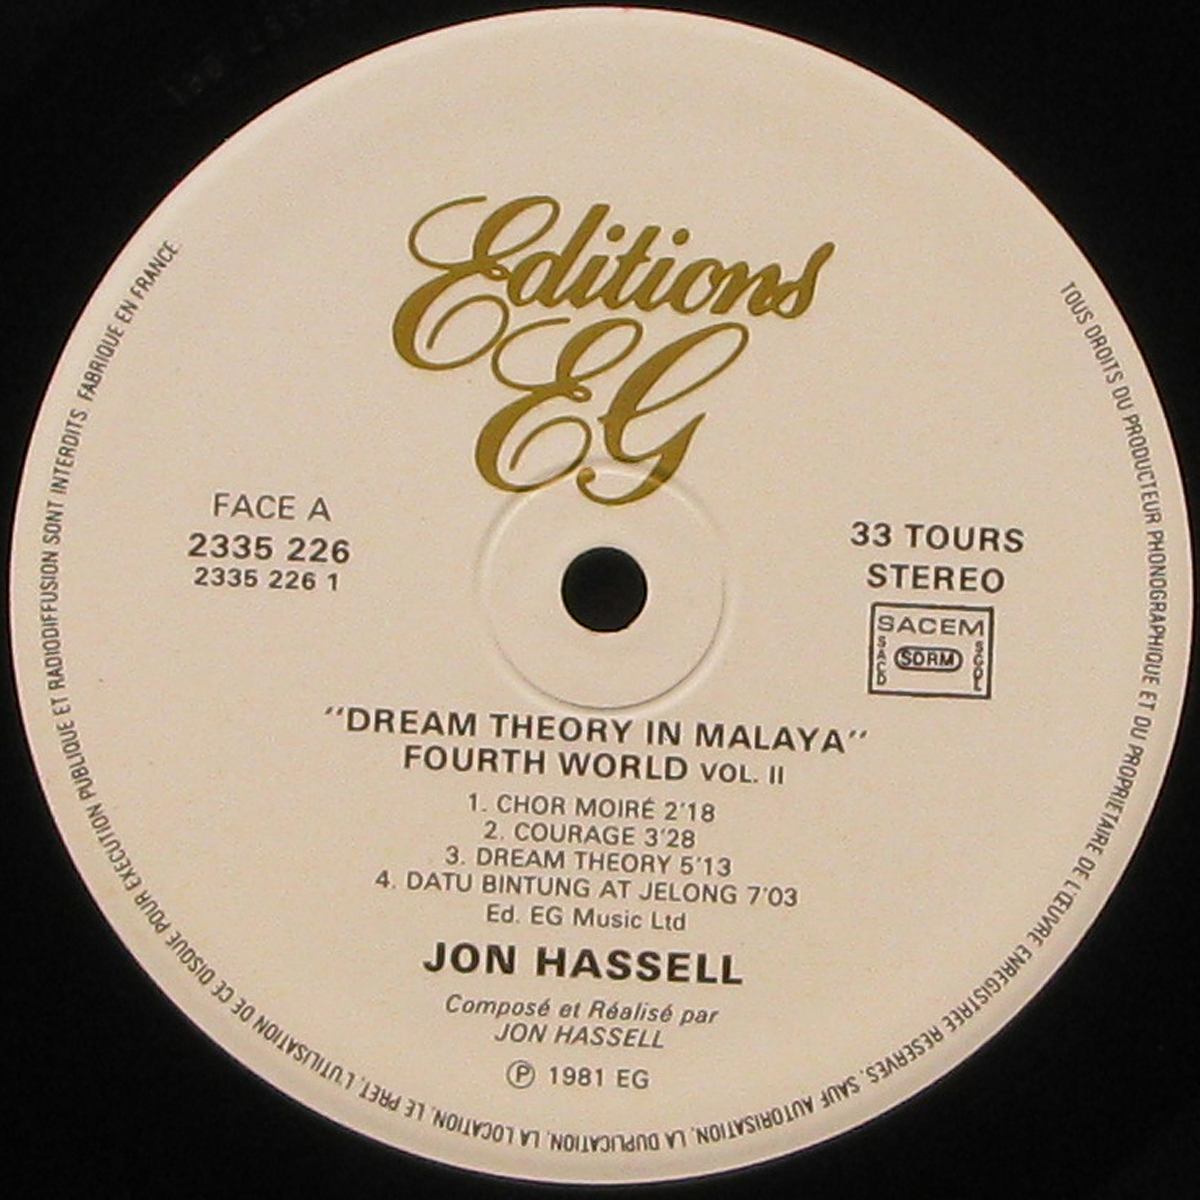 Editions
EG
FACE A
2335 226
2335 226 1
33 TOURS
STEREO
SACEM
SACD
SORM
SCDL
"DREAM THEORY IN MALAYA"
FOURTH WORLD VOL. II
1. CHOR MOIRÉ 2'18
2. COURAGE 3'28
3. DREAM THEORY 5'13
4. DATU BINTUNG AT JELONG 7'03
Ed. EG Music Ltd
JON HASSELL
Composé et Réalisé par
JON HASSELL
Ⓟ 1981 EG
TOUS DROITS DU PRODUCTEUR PHONOGRAPHIQUE ET DU PROPRIETAIRE DE L'ŒUVRE ENREGISTREE RESERVES. SAUF AUTORISATION, LA DUPLICATION, LA LOCATION, LE PRET, L'UTILISATION DE CE DISQUE POUR EXECUTION PUBLIQUE ET RADIODIFFUSION SONT INTERDITS. FABRIQUE EN FRANCE